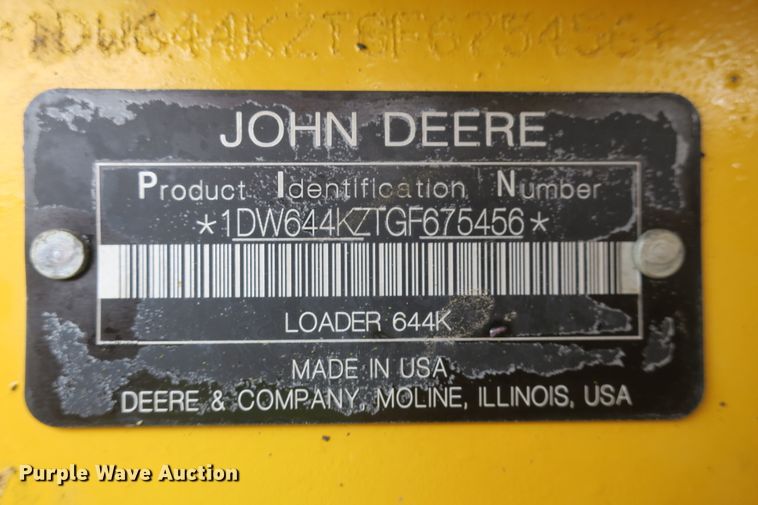 *1DW644KZTGF675456*
JOHN DEERE
Product Identification Number
*1DW644KZTGF675456*
LOADER 644K
MADE IN USA
DEERE & COMPANY, MOLINE, ILLINOIS, USA
Purple Wave Auction